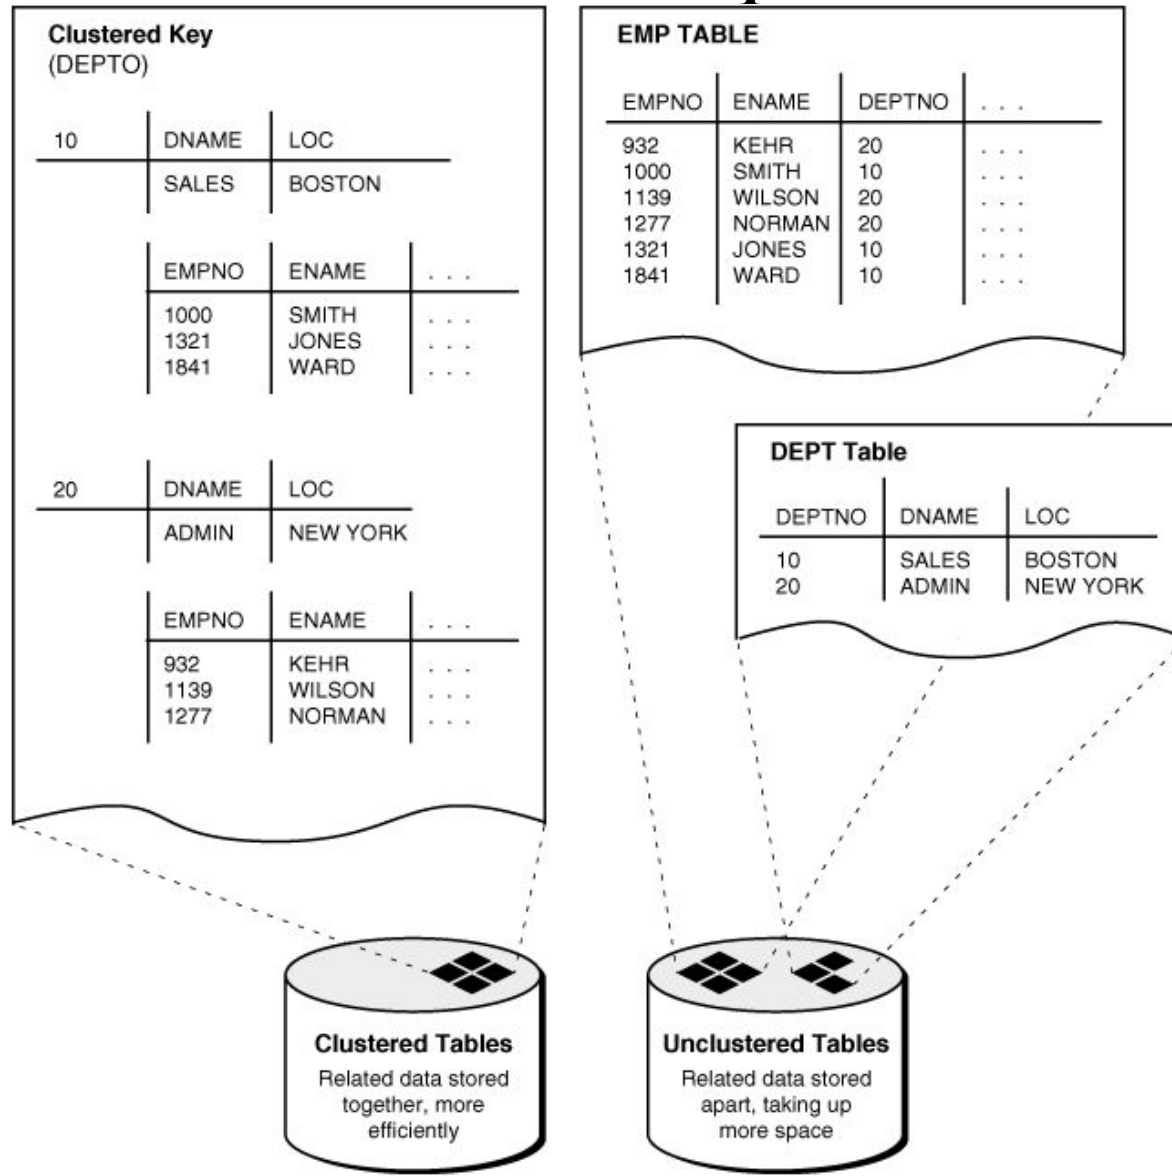 Clustered Key
(DEPTO)
10 DNAME LOC
SALES BOSTON
EMPNO ENAME . . .
1000 SMITH . . .
1321 JONES . . .
1841 WARD . . .
20 DNAME LOC
ADMIN NEW YORK
EMPNO ENAME . . .
932 KEHR . . .
1139 WILSON . . .
1277 NORMAN . . .
EMP TABLE
EMPNO ENAME DEPTNO . . .
932 KEHR 20 . . .
1000 SMITH 10 . . .
1139 WILSON 20 . . .
1277 NORMAN 20 . . .
1321 JONES 10 . . .
1841 WARD 10 . . .
DEPT Table
DEPTNO DNAME LOC
10 SALES BOSTON
20 ADMIN NEW YORK
Clustered Tables
Related data stored
together, more
efficiently
Unclustered Tables
Related data stored
apart, taking up
more space